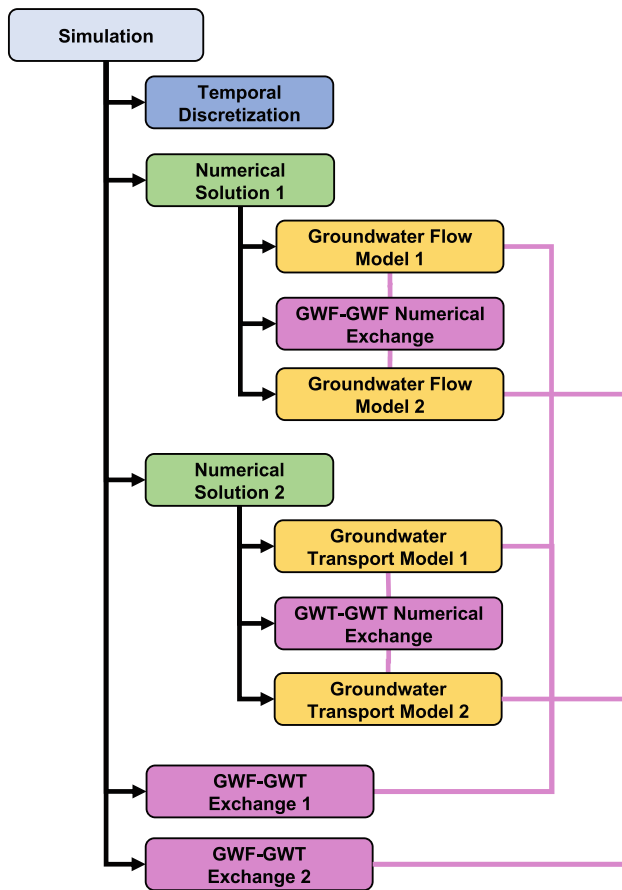 Simulation
Temporal
Discretization
Numerical
Solution 1
Groundwater Flow
Model 1
GWF-GWF Numerical
Exchange
Groundwater Flow
Model 2
Numerical
Solution 2
Groundwater
Transport Model 1
GWT-GWT Numerical
Exchange
Groundwater
Transport Model 2
GWF-GWT
Exchange 1
GWF-GWT
Exchange 2